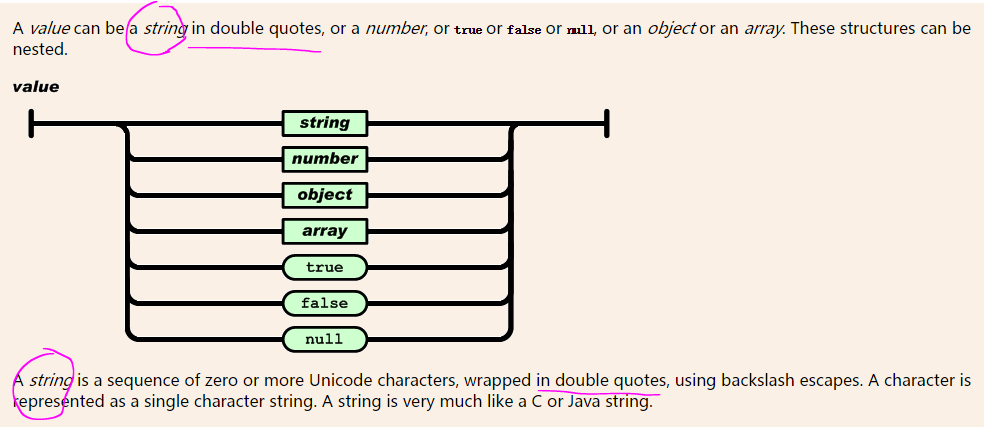 A value can be a string in double quotes, or a number, or true or false or null, or an object or an array. These structures can be
nested.
value
string
number
object
array
true
false
null
A string is a sequence of zero or more Unicode characters, wrapped in double quotes, using backslash escapes. A character is
represented as a single character string. A string is very much like a C or Java string.